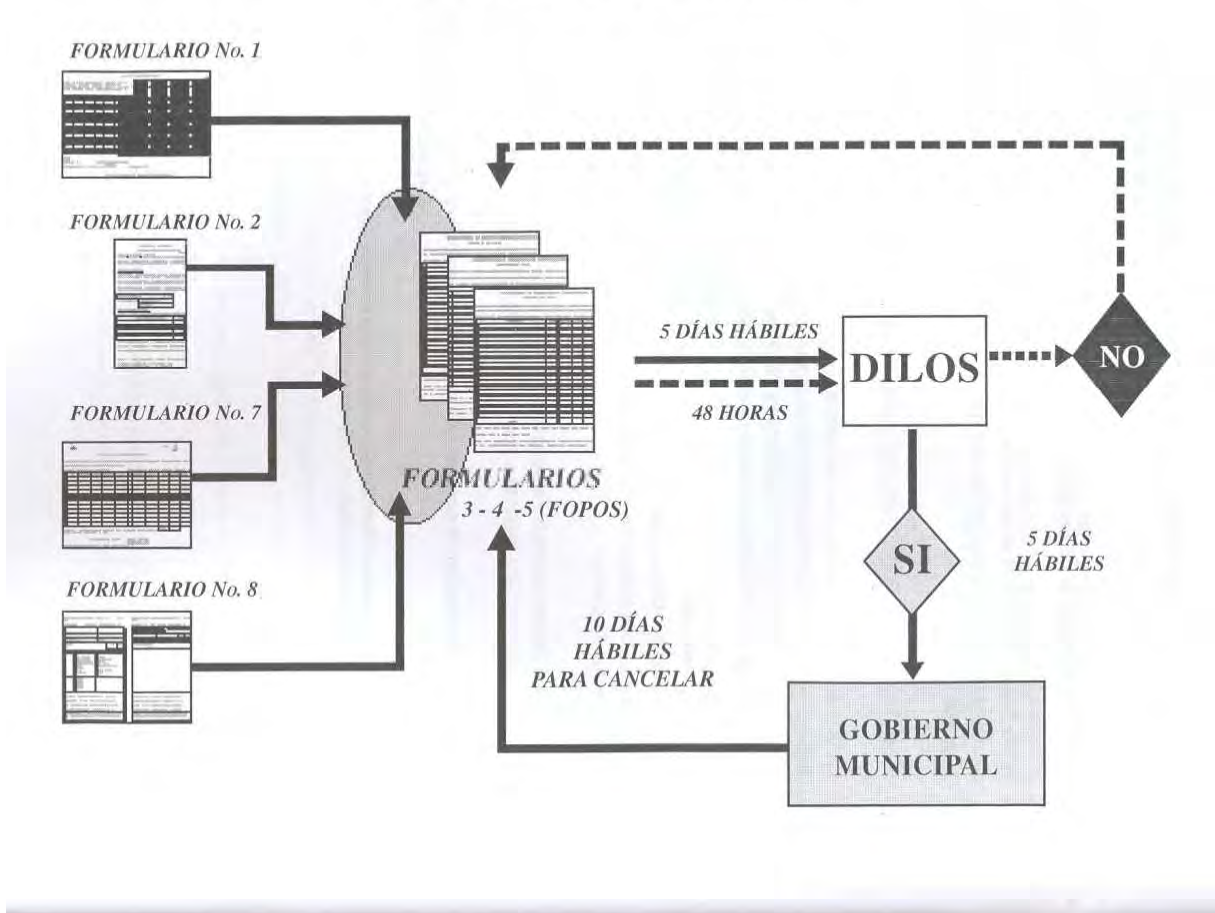 FORMULARIO No. 1
FORMULARIO No. 2
FORMULARIO No. 7
FORMULARIO No. 8
FORMULARIOS
3 - 4 -5 (FOPOS)
5 DÍAS HÁBILES
48 HORAS
DILOS
NO
SI
5 DÍAS
HÁBILES
10 DÍAS
HÁBILES
PARA CANCELAR
GOBIERNO
MUNICIPAL